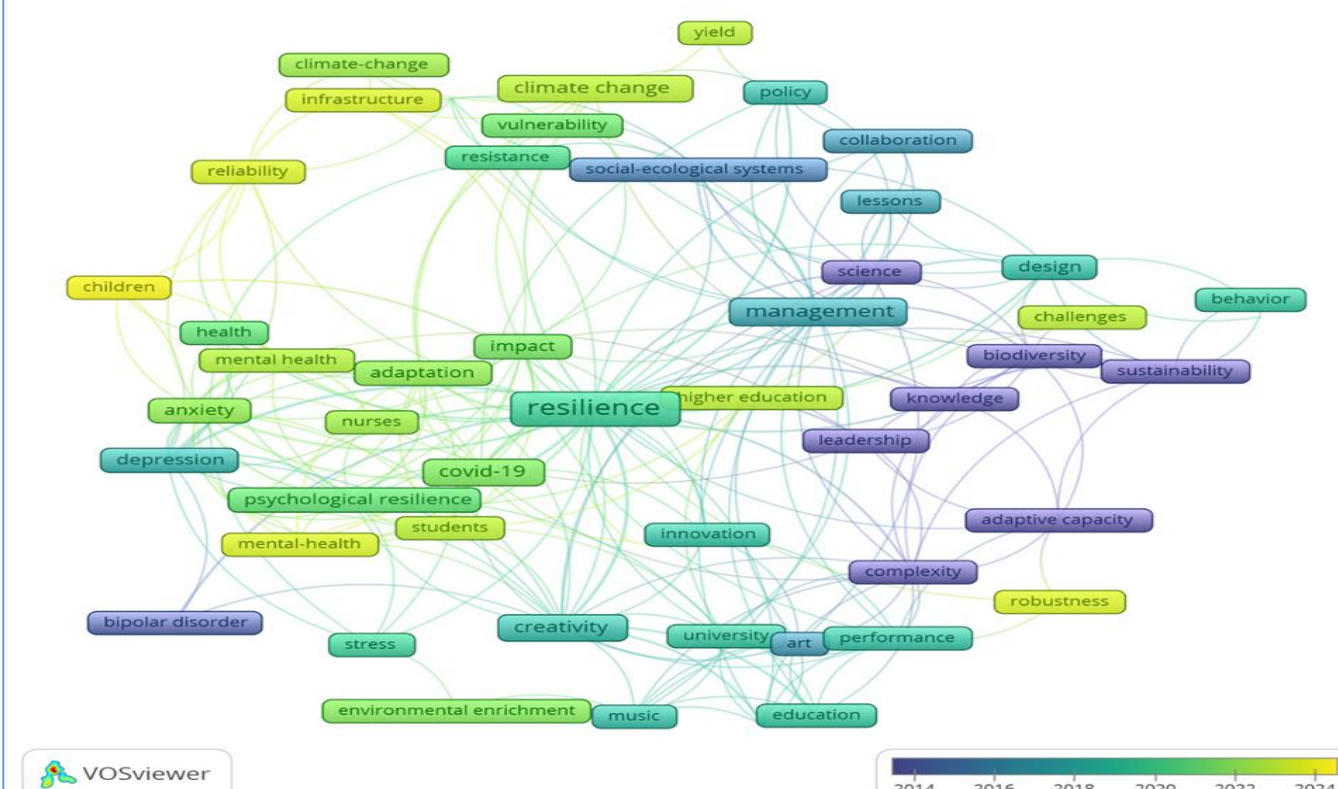 yield
climate-change
climate change
infrastructure
policy
vulnerability
collaboration
resistance
social-ecological systems
reliability
lessons
science
design
children
behavior
management
challenges
health
impact
biodiversity
mental health
adaptation
sustainability
higher education
knowledge
resilience
anxiety
nurses
leadership
depression
covid-19
psychological resilience
adaptive capacity
students
innovation
mental-health
complexity
robustness
bipolar disorder
creativity
university
performance
stress
art
environmental enrichment
music
education
VOSviewer
2014 2016 2018 2020 2022 2024